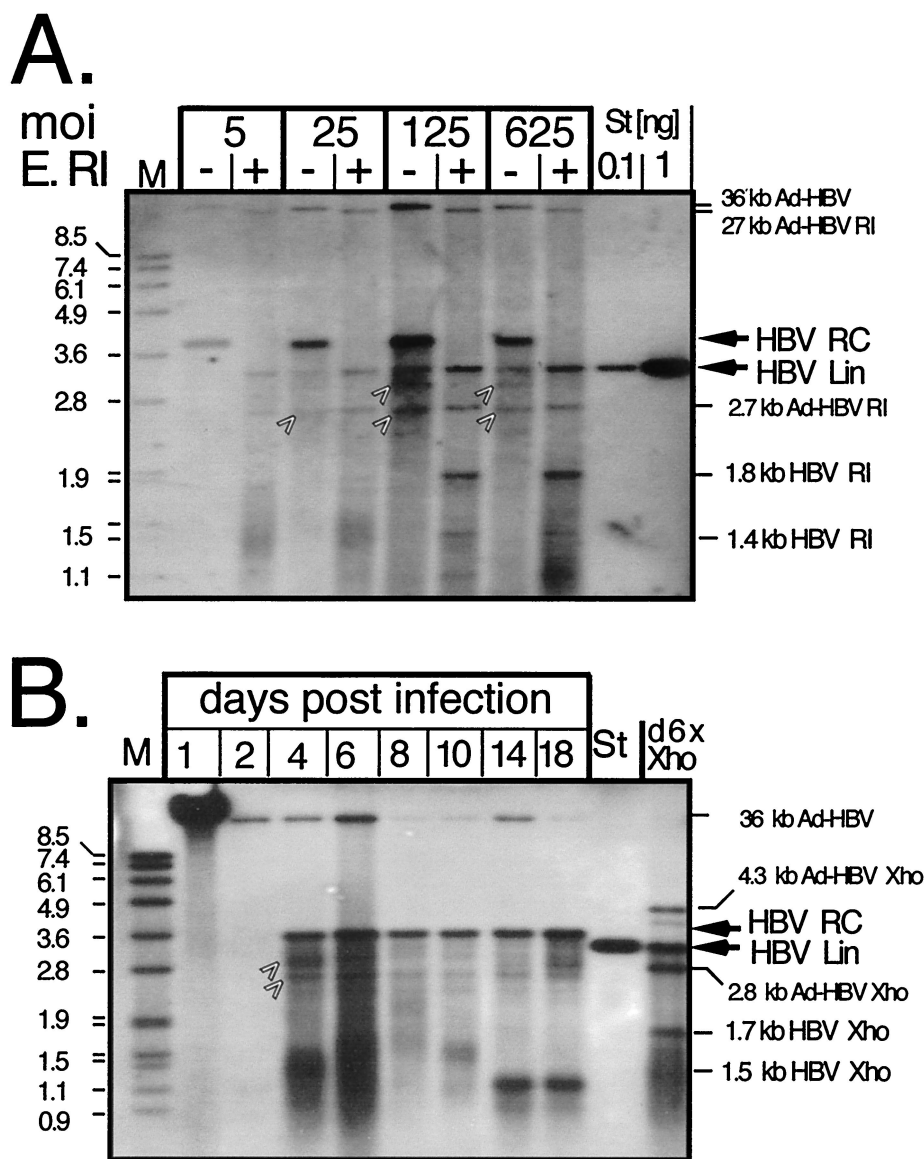 A.
moi 5 25 125 625 St [ng]
E. RI M - + - + - + - + 0.1 1
36 kb Ad-HBV
27 kb Ad-HBV RI
8.5
7.4
6.1
4.9
HBV RC
3.6
HBV Lin
2.8
2.7 kb Ad-HBV RI
1.9
1.8 kb HBV RI
1.5
1.4 kb HBV RI
1.1
B.
days post infection
M 1 2 4 6 8 10 14 18 St d6 x
Xho
36 kb Ad-HBV
8.5
7.4
6.1
4.3 kb Ad-HBV Xho
4.9
HBV RC
3.6
HBV Lin
2.8
2.8 kb Ad-HBV Xho
1.9
1.7 kb HBV Xho
1.5
1.5 kb HBV Xho
1.1
0.9